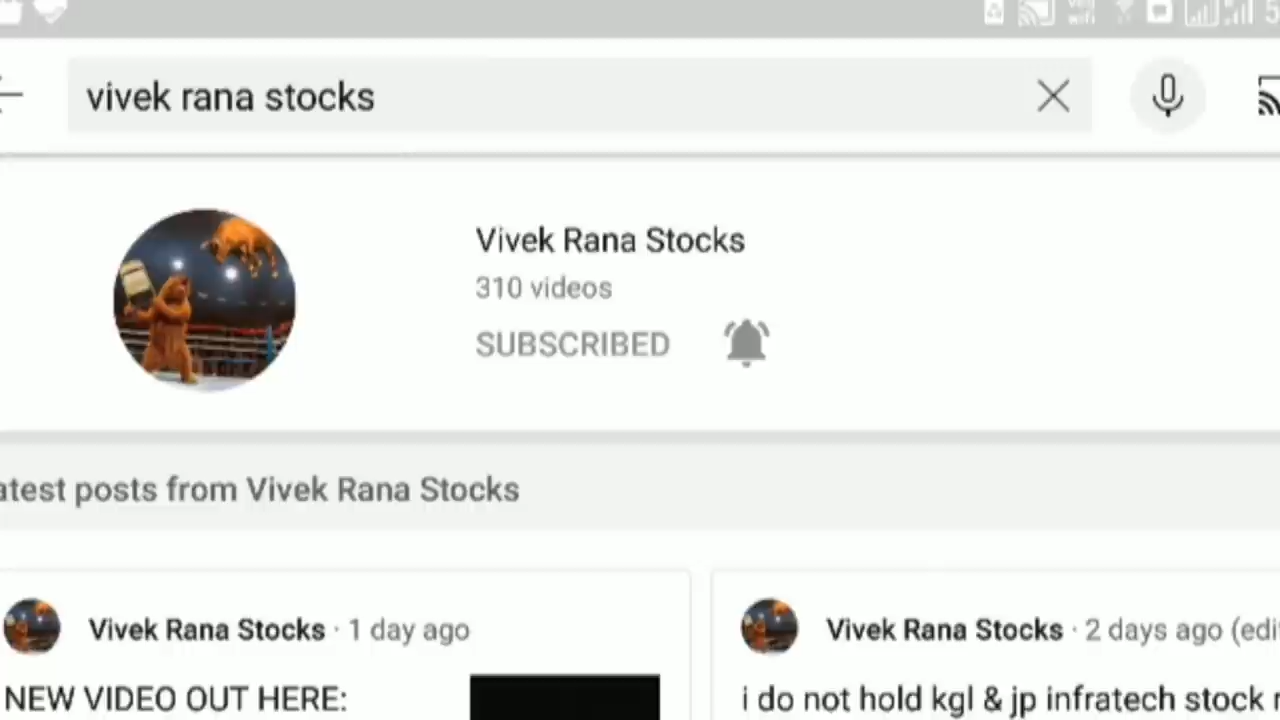 vivek rana stocks
Vivek Rana Stocks
310 videos
SUBSCRIBED
atest posts from Vivek Rana Stocks
Vivek Rana Stocks · 1 day ago
NEW VIDEO OUT HERE:
Vivek Rana Stocks · 2 days ago (edi
i do not hold kgl & jp infratech stock